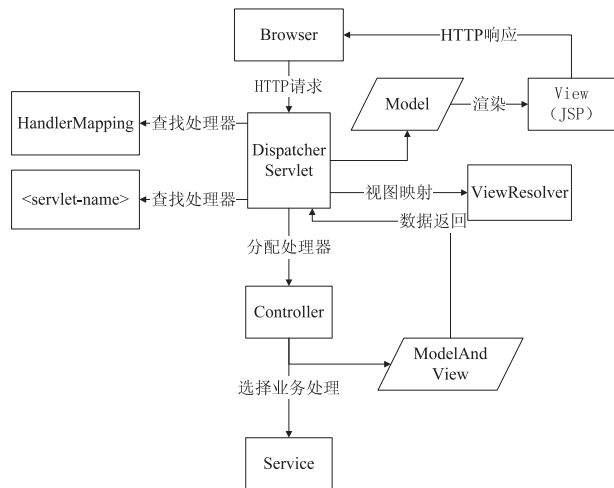 Browser
HTTP响应
HTTP请求
Model
渲染
View
（JSP）
HandlerMapping
查找处理器
Dispatcher
Servlet
<servlet-name>
查找处理器
视图映射
ViewResolver
数据返回
分配处理器
Controller
ModelAnd
View
选择业务处理
Service